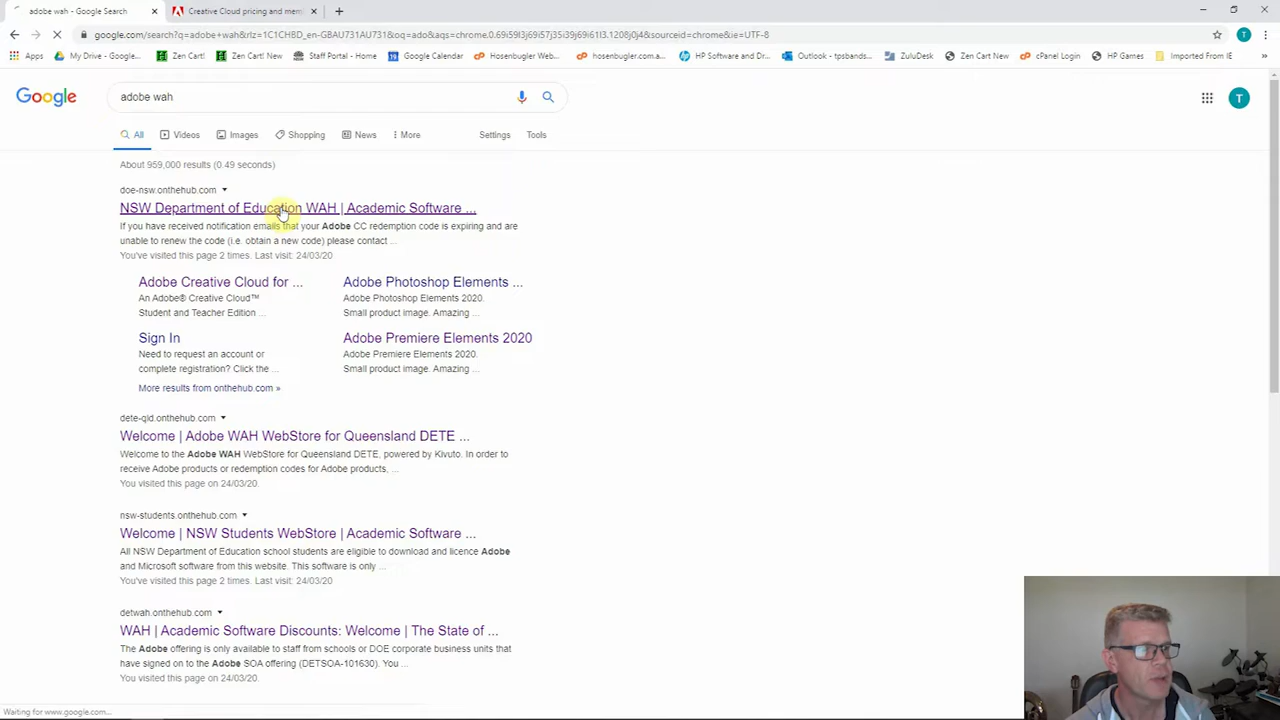 adobe wah - Google Search
Creative Cloud pricing and mem
google.com/search?q=adobe+wah&rlz=1C1CHBD_en-GBAU731AU731&oq=ado&aqs=chrome.0.69i59l3j69i57j35i39j69i61l3.1208j0j4&sourceid=chrome&ie=UTF-8
T
Apps My Drive - Google... Zen Cart! Zen Cart! New Staff Portal - Home Google Calendar Hosenbugler Web... hosenbugler.com.a... HP Software and Dr... Outlook - tpsbands... ZuluDesk Zen Cart New cPanel Login HP Games Imported From IE
Google
adobe wah
T
All Videos Images Shopping News More Settings Tools
About 959,000 results (0.49 seconds)
doe-nsw.onthehub.com
NSW Department of Education WAH | Academic Software ...
If you have received notification emails that your Adobe CC redemption code is expiring and are
unable to renew the code (i.e. obtain a new code) please contact ...
You've visited this page 2 times. Last visit: 24/03/20
Adobe Creative Cloud for ...
An Adobe® Creative Cloud™
Student and Teacher Edition ...
Adobe Photoshop Elements ...
Adobe Photoshop Elements 2020.
Small product image. Amazing ...
Sign In
Need to request an account or
complete registration? Click the ...
Adobe Premiere Elements 2020
Adobe Premiere Elements 2020.
Small product image. Amazing ...
More results from onthehub.com »
dete-qld.onthehub.com
Welcome | Adobe WAH WebStore for Queensland DETE ...
Welcome to the Adobe WAH WebStore for Queensland DETE, powered by Kivuto. In order to
receive Adobe products or redemption codes for Adobe products, ...
You visited this page on 24/03/20.
nsw-students.onthehub.com
Welcome | NSW Students WebStore | Academic Software ...
All NSW Department of Education school students are eligible to download and licence Adobe
and Microsoft software from this website. This software is only ...
You've visited this page 2 times. Last visit: 24/03/20
detwah.onthehub.com
WAH | Academic Software Discounts: Welcome | The State of ...
The Adobe offering is only available to staff from schools or DOE corporate business units that
have signed on to the Adobe SOA offering (DETSOA-101630). You ...
You visited this page on 24/03/20.
Waiting for www.google.com...